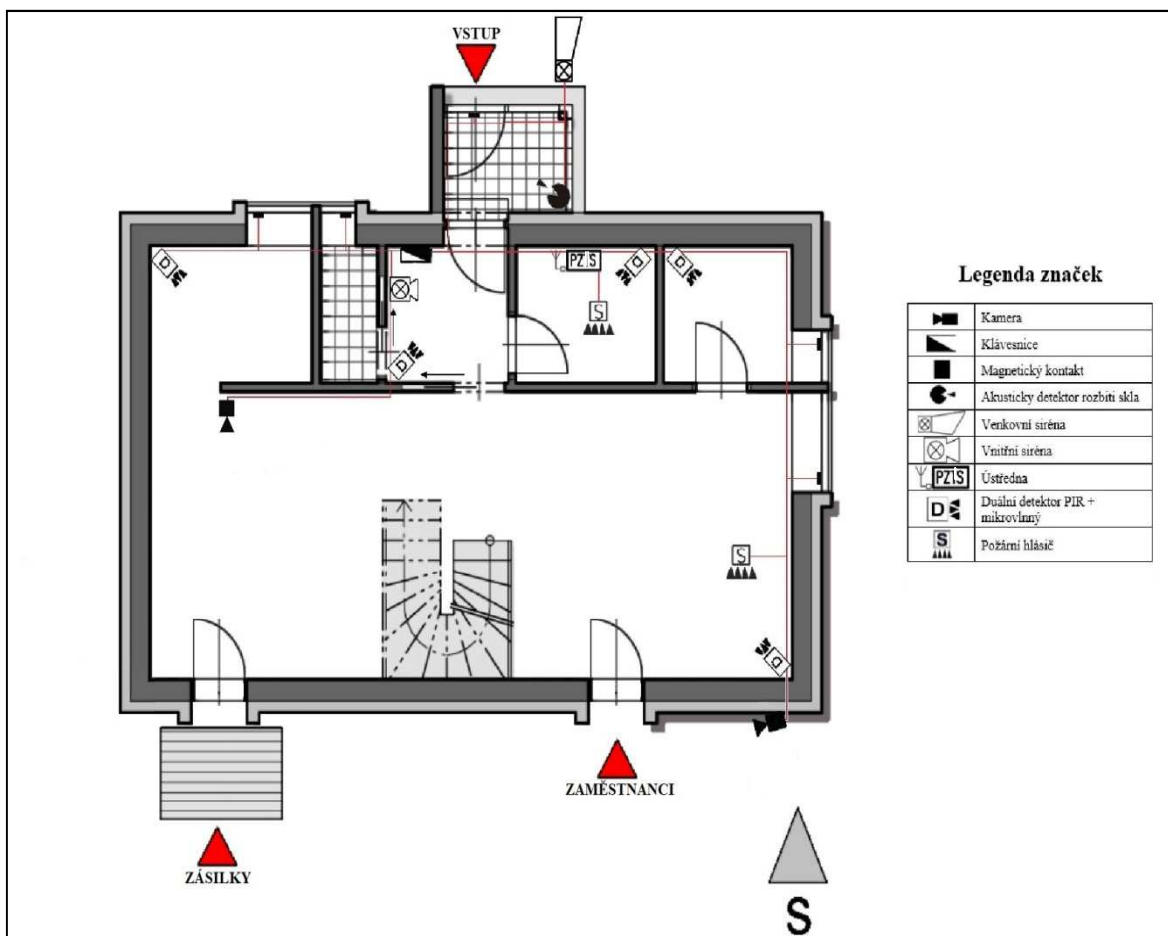 VSTUP
D
PZ|S
D
D
S
D
S
D
ZAMĚSTNANCI
ZÁSILKY
S
Legenda značek
Kamera
Klávesnice
Magnetický kontakt
Akusticky detektor rozbití skla
Venkovní siréna
Vnitřní siréna
PZ\S Ústředna
D Duální detektor PIR +
mikrovlnný
S Požární hlásič